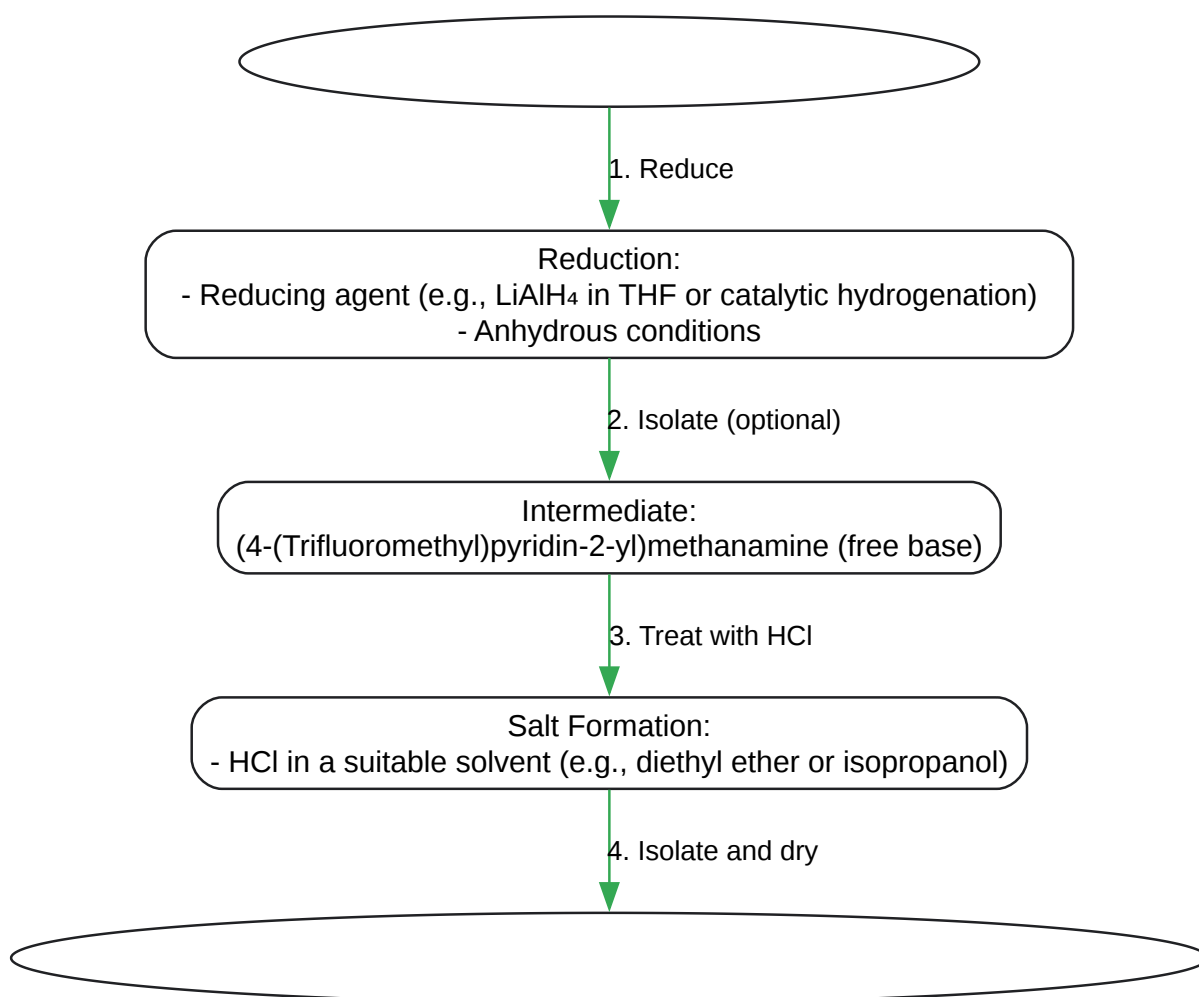 1. Reduce
Reduction:
- Reducing agent (e.g., LiAlH₄ in THF or catalytic hydrogenation)
- Anhydrous conditions
2. Isolate (optional)
Intermediate:
(4-(Trifluoromethyl)pyridin-2-yl)methanamine (free base)
3. Treat with HCl
Salt Formation:
- HCl in a suitable solvent (e.g., diethyl ether or isopropanol)
4. Isolate and dry